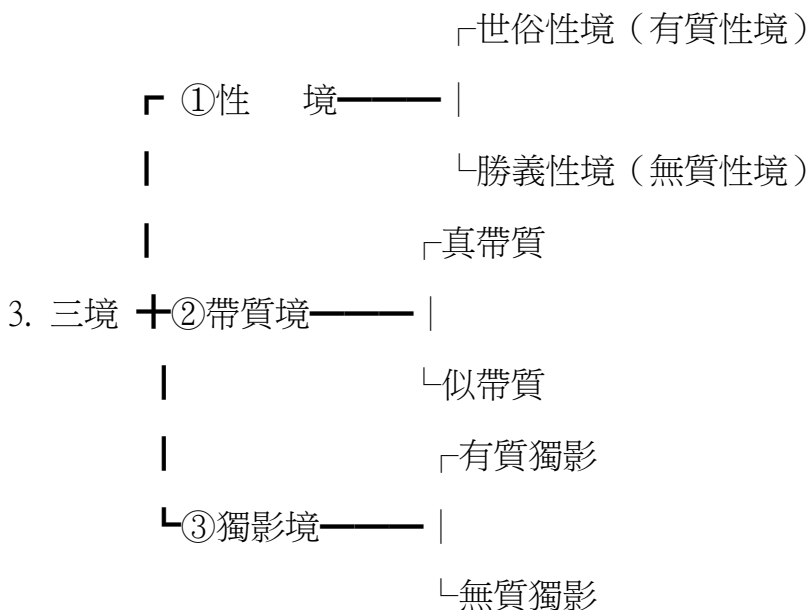 世俗性境（有質性境）
①性 境
勝義性境（無質性境）
真帶質
3. 三境 ②帶質境
似帶質
有質獨影
③獨影境
無質獨影